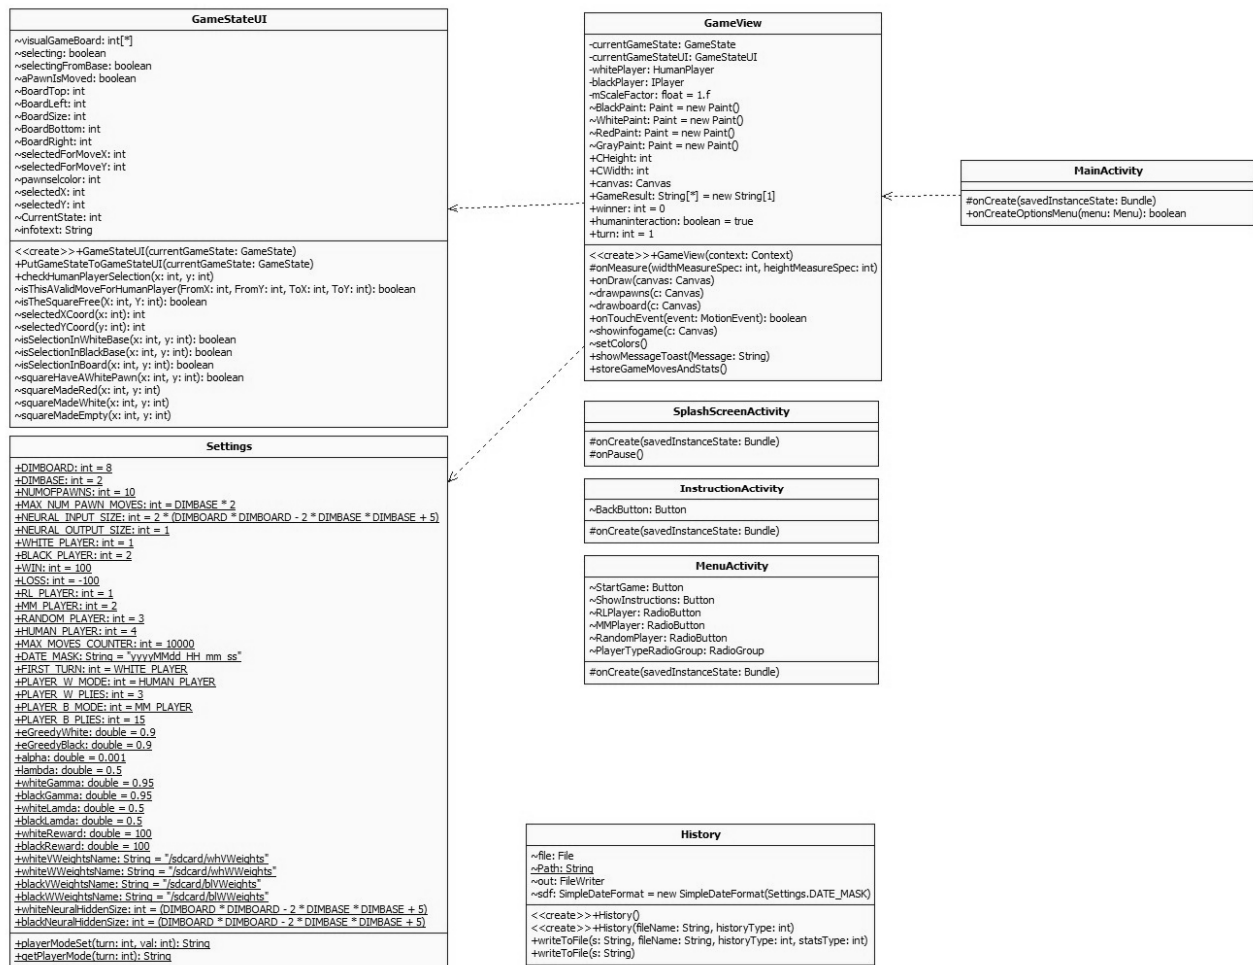 GameStateUI
~visualGameBoard: int[*]
~selecting: boolean
~selectingFromBase: boolean
~aPawnIsMoved: boolean
~BoardTop: int
~BoardLeft: int
~BoardSize: int
~BoardBottom: int
~BoardRight: int
~selectedForMoveX: int
~selectedForMoveY: int
~pawnselcolor: int
~selectedX: int
~selectedY: int
~CurrentState: int
~infotext: String
<<create>>+GameStateUI(currentGameState: GameState)
+PutGameStateToGameStateUI(currentGameState: GameState)
+checkHumanPlayerSelection(x: int, y: int)
~isThisAValidMoveForHumanPlayer(FromX: int, FromY: int, ToX: int, ToY: int): boolean
~isTheSquareFree(X: int, Y: int): boolean
~selectedXCoord(x: int): int
~selectedYCoord(y: int): int
~isSelectionInWhiteBase(x: int, y: int): boolean
~isSelectionInBlackBase(x: int, y: int): boolean
~isSelectionInBoard(x: int, y: int): boolean
~squareHaveAWhitePawn(x: int, y: int): boolean
~squareMadeRed(x: int, y: int)
~squareMadeWhite(x: int, y: int)
~squareMadeEmpty(x: int, y: int)
Settings
+DIMBOARD: int = 8
+DIMBASE: int = 2
+NUMOFPAWNS: int = 10
+MAX_NUM_PAWN_MOVES: int = DIMBASE * 2
+NEURAL_INPUT_SIZE: int = 2 * (DIMBOARD * DIMBOARD - 2 * DIMBASE * DIMBASE + 5)
+NEURAL_OUTPUT_SIZE: int = 1
+WHITE_PLAYER: int = 1
+BLACK_PLAYER: int = 2
+WIN: int = 100
+LOSS: int = -100
+RL_PLAYER: int = 1
+MM_PLAYER: int = 2
+RANDOM_PLAYER: int = 3
+HUMAN_PLAYER: int = 4
+MAX_MOVES_COUNTER: int = 10000
+DATE_MASK: String = "yyyyMMdd_HH_mm_ss"
+FIRST_TURN: int = WHITE_PLAYER
+PLAYER_W_MODE: int = HUMAN_PLAYER
+PLAYER_W_PLIES: int = 3
+PLAYER_B_MODE: int = MM_PLAYER
+PLAYER_B_PLIES: int = 15
+eGreedyWhite: double = 0.9
+eGreedyBlack: double = 0.9
+alpha: double = 0.001
+lambda: double = 0.5
+whiteGamma: double = 0.95
+blackGamma: double = 0.95
+whiteLamda: double = 0.5
+blackLamda: double = 0.5
+whiteReward: double = 100
+blackReward: double = 100
+whiteVWeightsName: String = "/sdcard/whVWeights"
+whiteWWeightsName: String = "/sdcard/whWWeights"
+blackVWeightsName: String = "/sdcard/blVWeights"
+blackWWeightsName: String = "/sdcard/blWWeights"
+whiteNeuralHiddenSize: int = (DIMBOARD * DIMBOARD - 2 * DIMBASE * DIMBASE + 5)
+blackNeuralHiddenSize: int = (DIMBOARD * DIMBOARD - 2 * DIMBASE * DIMBASE + 5)
+playerModeSet(turn: int, val: int): String
+getPlayerMode(turn: int): String
GameView
-currentGameState: GameState
-currentGameStateUI: GameStateUI
-whitePlayer: HumanPlayer
-blackPlayer: IPlayer
-mScaleFactor: float = 1.f
~BlackPaint: Paint = new Paint()
~WhitePaint: Paint = new Paint()
~RedPaint: Paint = new Paint()
~GrayPaint: Paint = new Paint()
+CHeight: int
+CWidth: int
+canvas: Canvas
+GameResult: String[*] = new String[1]
+winner: int = 0
+humaninteraction: boolean = true
+turn: int = 1
<<create>>+GameView(context: Context)
#onMeasure(widthMeasureSpec: int, heightMeasureSpec: int)
+onDraw(canvas: Canvas)
~drawpawns(c: Canvas)
~drawboard(c: Canvas)
+onTouchEvent(event: MotionEvent): boolean
~showinfogame(c: Canvas)
~setColors()
+showMessageToast(Message: String)
+storeGameMovesAndStats()
SplashScreenActivity
#onCreate(savedInstanceState: Bundle)
#onPause()
InstructionActivity
~BackButton: Button
#onCreate(savedInstanceState: Bundle)
MenuActivity
~StartGame: Button
~ShowInstructions: Button
~RLPlayer: RadioButton
~MMPlayer: RadioButton
~RandomPlayer: RadioButton
~PlayerTypeRadioGroup: RadioGroup
#onCreate(savedInstanceState: Bundle)
History
~file: File
~Path: String
~out: FileWriter
~sdf: SimpleDateFormat = new SimpleDateFormat(Settings.DATE_MASK)
<<create>>+History()
<<create>>+History(fileName: String, historyType: int)
+writeToFile(s: String, fileName: String, historyType: int, statsType: int)
+writeToFile(s: String)
MainActivity
#onCreate(savedInstanceState: Bundle)
+onCreateOptionsMenu(menu: Menu): boolean